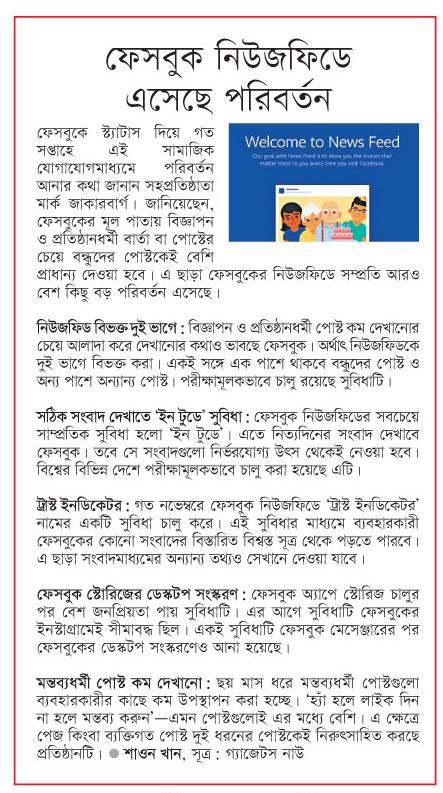 ফেসবুক নিউজফিডে
এসেছে পরিবর্তন
ফেসবুকে স্ট্যাটাস দিয়ে গত
সপ্তাহে এই সামাজিক
যোগাযোগমাধ্যমে পরিবর্তন
আনার কথা জানান সহপ্রতিষ্ঠাতা
মার্ক জাকারবার্গ। জানিয়েছেন,
ফেসবুকের মূল পাতায় বিজ্ঞাপন
ও প্রতিষ্ঠানধর্মী বার্তা বা পোস্টের
চেয়ে বন্ধুদের পোস্টকেই বেশি
Welcome to News Feed
Our goal with News Feed is to show you the stories that
matter most to you every time you visit Facebook.
প্রাধান্য দেওয়া হবে। এ ছাড়া ফেসবুকের নিউজফিডে সম্প্রতি আরও
বেশ কিছু বড় পরিবর্তন এসেছে।
নিউজফিড বিভক্ত দুই ভাগে : বিজ্ঞাপন ও প্রতিষ্ঠানধর্মী পোস্ট কম দেখানোর
চেয়ে আলাদা করে দেখানোর কথাও ভাবছে ফেসবুক। অর্থাৎ নিউজফিডকে
দুই ভাগে বিভক্ত করা। একই সঙ্গে এক পাশে থাকবে বন্ধুদের পোস্ট ও
অন্য পাশে অন্যান্য পোস্ট। পরীক্ষামূলকভাবে চালু রয়েছে সুবিধাটি।
সঠিক সংবাদ দেখাতে ‘ইন টুডে’ সুবিধা : ফেসবুক নিউজফিডের সবচেয়ে
সাম্প্রতিক সুবিধা হলো ‘ইন টুডে’। এতে নিত্যদিনের সংবাদ দেখাবে
ফেসবুক। তবে সে সংবাদগুলো নির্ভরযোগ্য উৎস থেকেই নেওয়া হবে।
বিশ্বের বিভিন্ন দেশে পরীক্ষামূলকভাবে চালু করা হয়েছে এটি।
ট্রাস্ট ইনডিকেটর : গত নভেম্বরে ফেসবুক নিউজফিডে ‘ট্রাস্ট ইন্ডিকেটর’
নামের একটি সুবিধা চালু করে। এই সুবিধার মাধ্যমে ব্যবহারকারী
ফেসবুকের কোনো সংবাদের বিস্তারিত বিশ্বস্ত সূত্র থেকে পড়তে পারবে।
এ ছাড়া সংবাদমাধ্যমের অন্যান্য তথ্যও সেখানে দেওয়া যাবে।
ফেসবুক স্টোরিজের ডেস্কটপ সংস্করণ : ফেসবুক অ্যাপে স্টোরিজ চালুর
পর বেশ জনপ্রিয়তা পায় সুবিধাটি। এর আগে সুবিধাটি ফেসবুকের
ইনস্টাগ্রামেই সীমাবদ্ধ ছিল। একই সুবিধাটি ফেসবুক মেসেঞ্জারের পর
ফেসবুকের ডেস্কটপ সংস্করণেও আনা হয়েছে।
মন্তব্যধর্মী পোস্ট কম দেখানো : ছয় মাস ধরে মন্তব্যধর্মী পোস্টগুলো
ব্যবহারকারীর কাছে কম উপস্থাপন করা হচ্ছে। ‘হ্যাঁ হলে লাইক দিন
না হলে মন্তব্য করুন’—এমন পোস্টগুলোই এর মধ্যে বেশি। এ ক্ষেত্রে
পেজ কিংবা ব্যক্তিগত পোস্ট দুই ধরনের পোস্টকেই নিরুৎসাহিত করছে
প্রতিষ্ঠানটি। ● শাওন খান, সূত্র : গ্যাজেটস নাউ